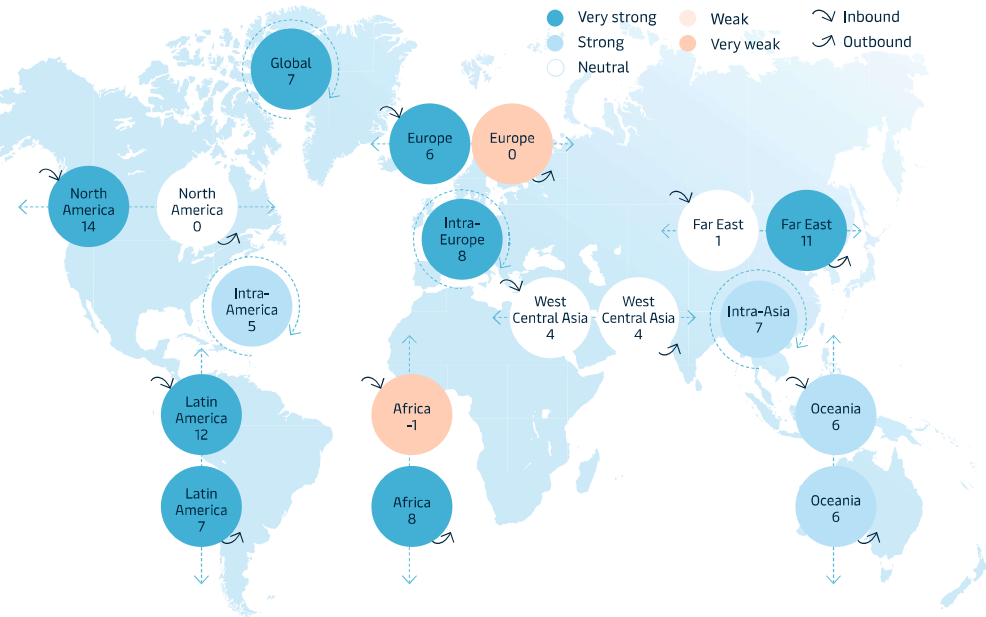 Very strong
Strong
Neutral
Weak
Very weak
Inbound
Outbound
Global
7
Europe
6
Europe
0
North
America
14
North
America
0
Intra-
Europe
8
Far East
1
Far East
11
Intra-
America
5
West
Central Asia
4
West
Central Asia
4
Intra-Asia
7
Latin
America
12
Africa
-1
Oceania
6
Latin
America
7
Africa
8
Oceania
6